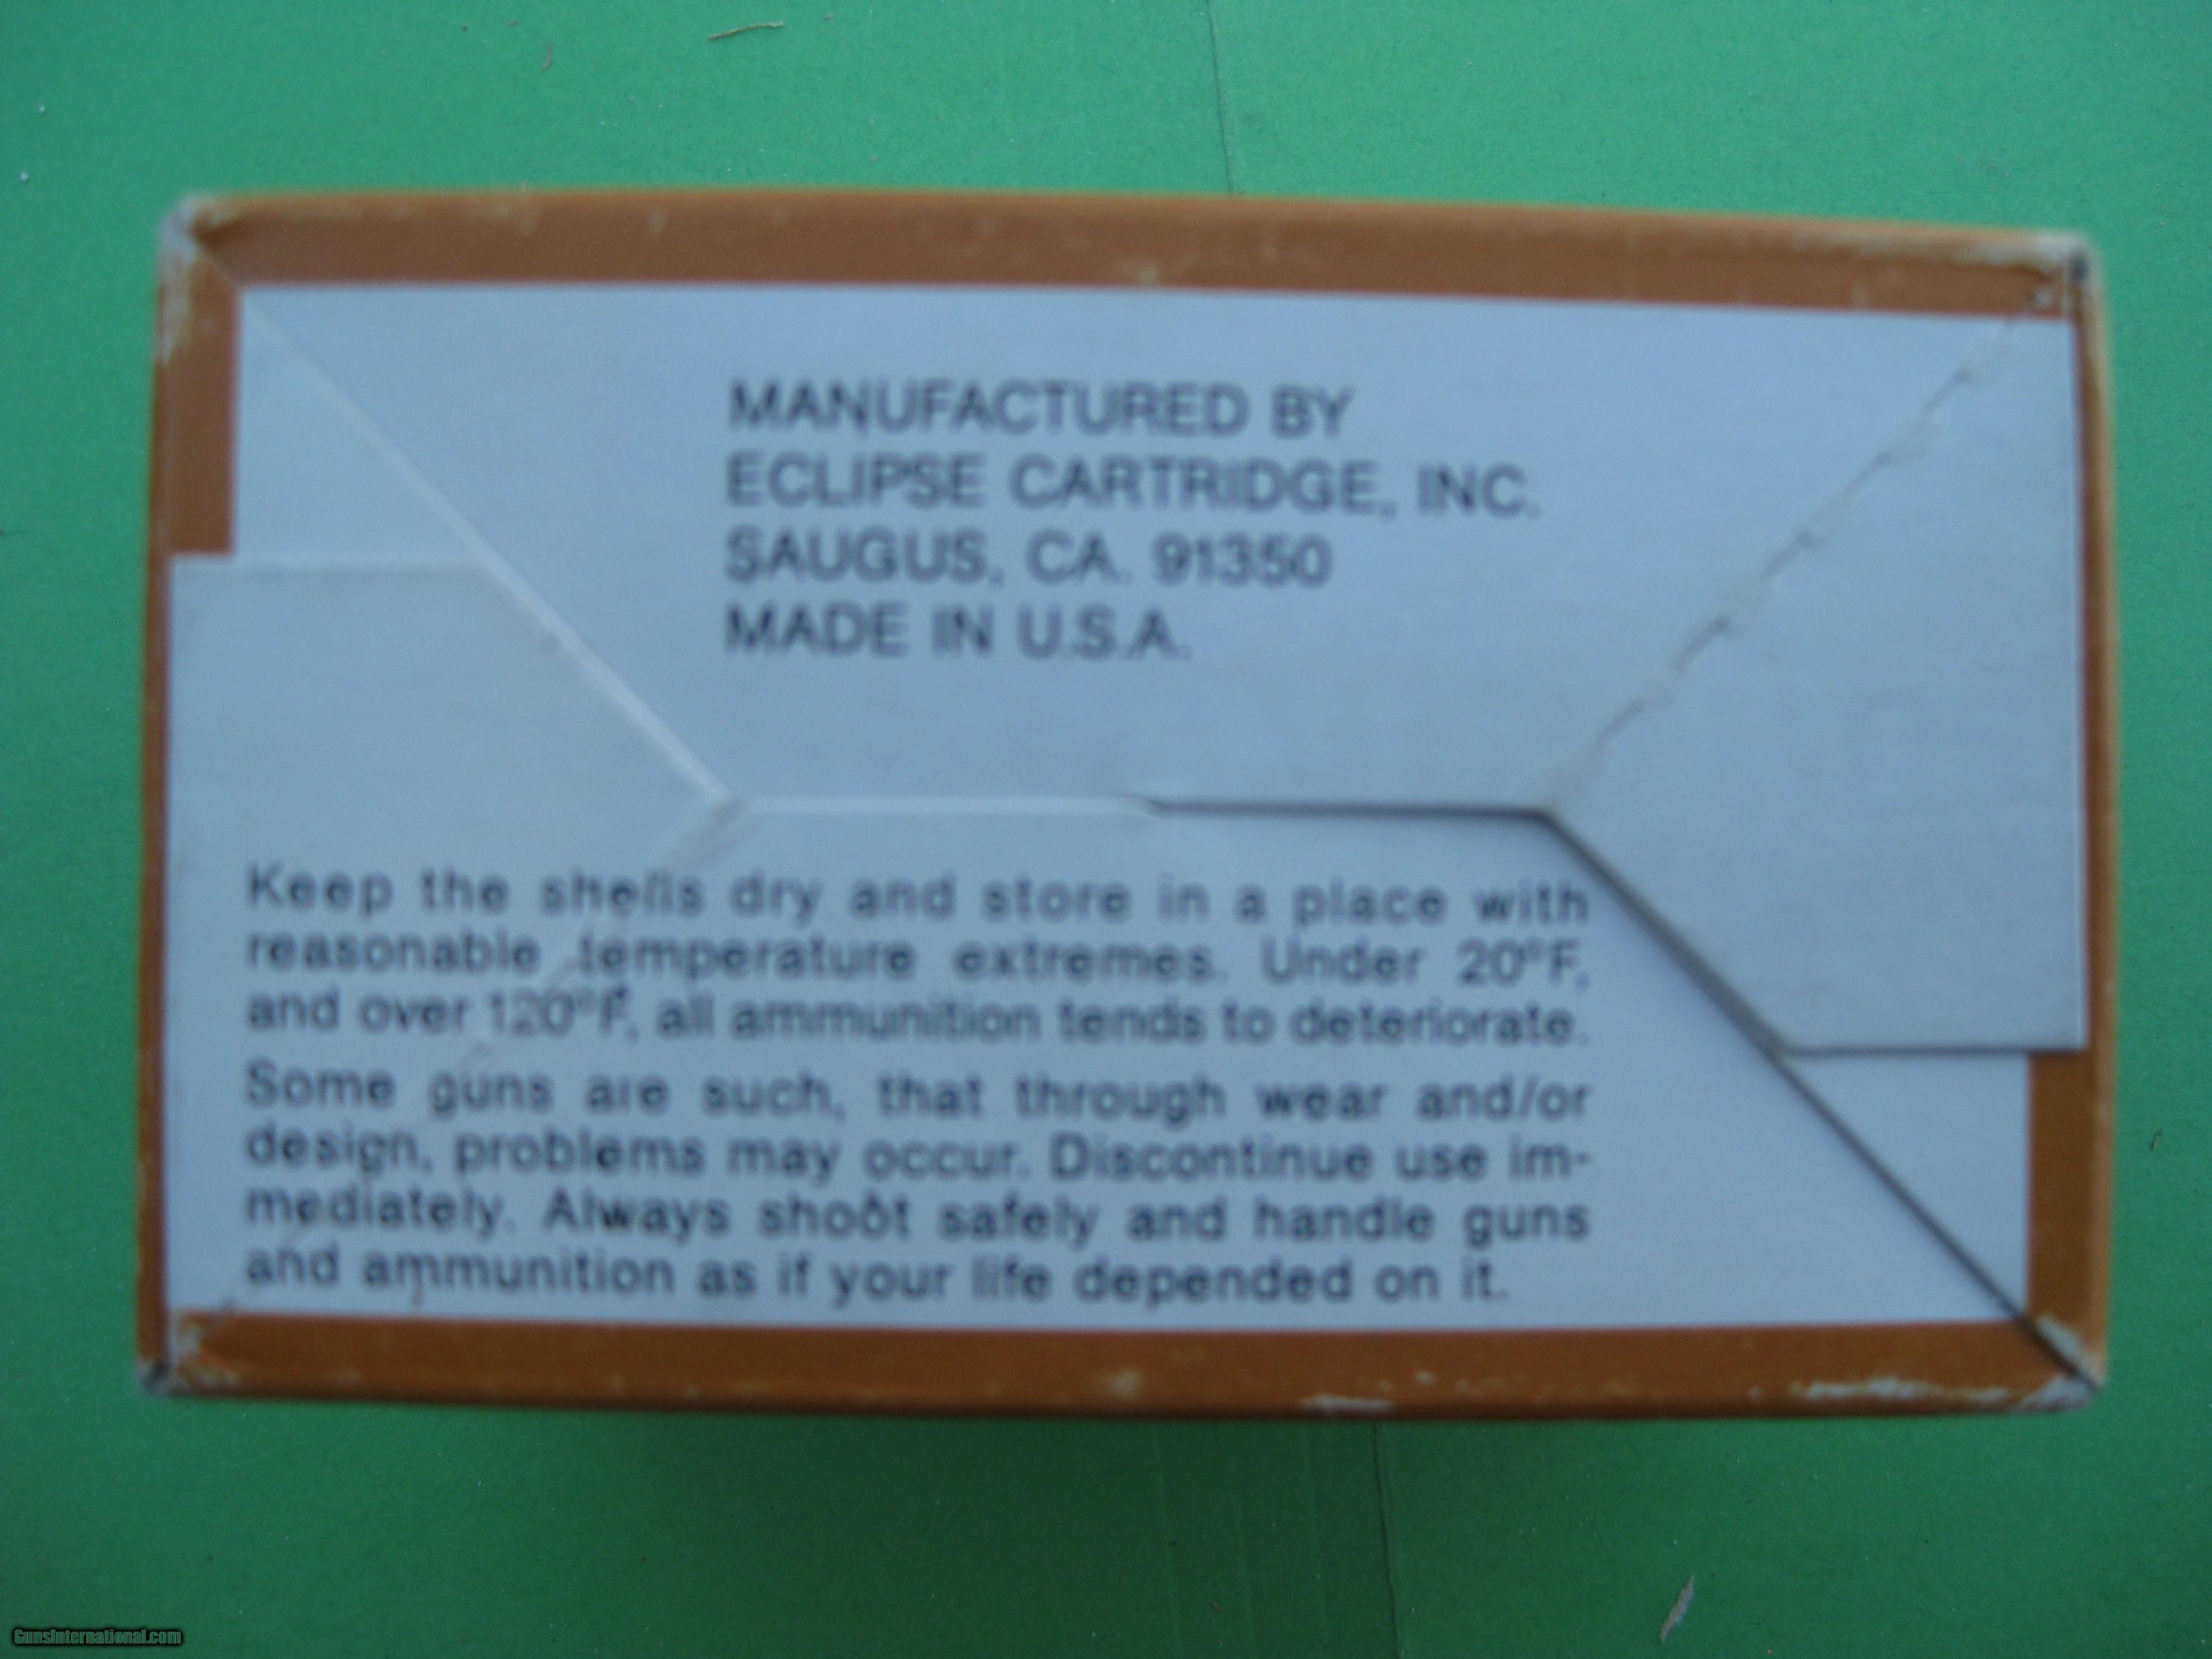 MANUFACTURED BY
ECLIPSE CARTRIDGE, INC.
SAUGUS, CA. 91350
MADE IN U.S.A.
Keep the shells dry and store in a place with
reasonable temperature extremes. Under 20°F,
and over 120°F, all ammunition tends to deteriorate.
Some guns are such, that through wear and/or
design, problems may occur. Discontinue use im-
mediately. Always shoot safely and handle guns
and ammunition as if your life depended on it.
GunsInternational.com